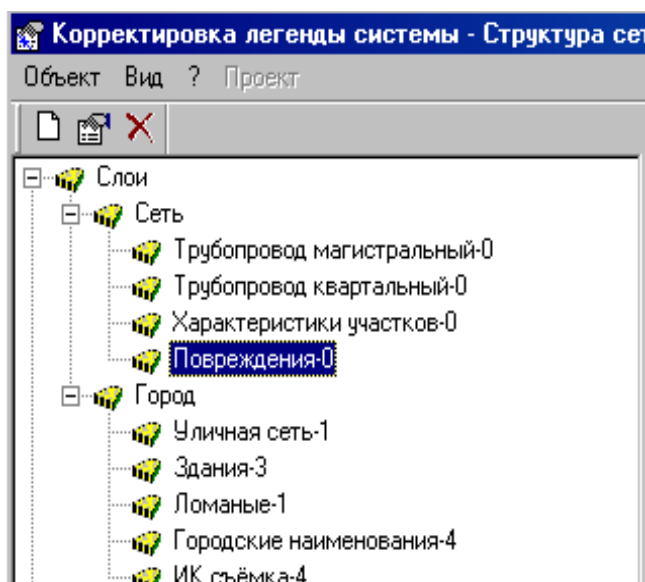 Корректировка легенды системы - Структура се
Объект Вид ? Проект
Слои
Сеть
Трубопровод магистральный-0
Трубопровод квартальный-0
Характеристики участков-0
Повреждения-0
Город
Уличная сеть-1
Здания-3
Ломаные-1
Городские наименования-4
ИК съёмка-4